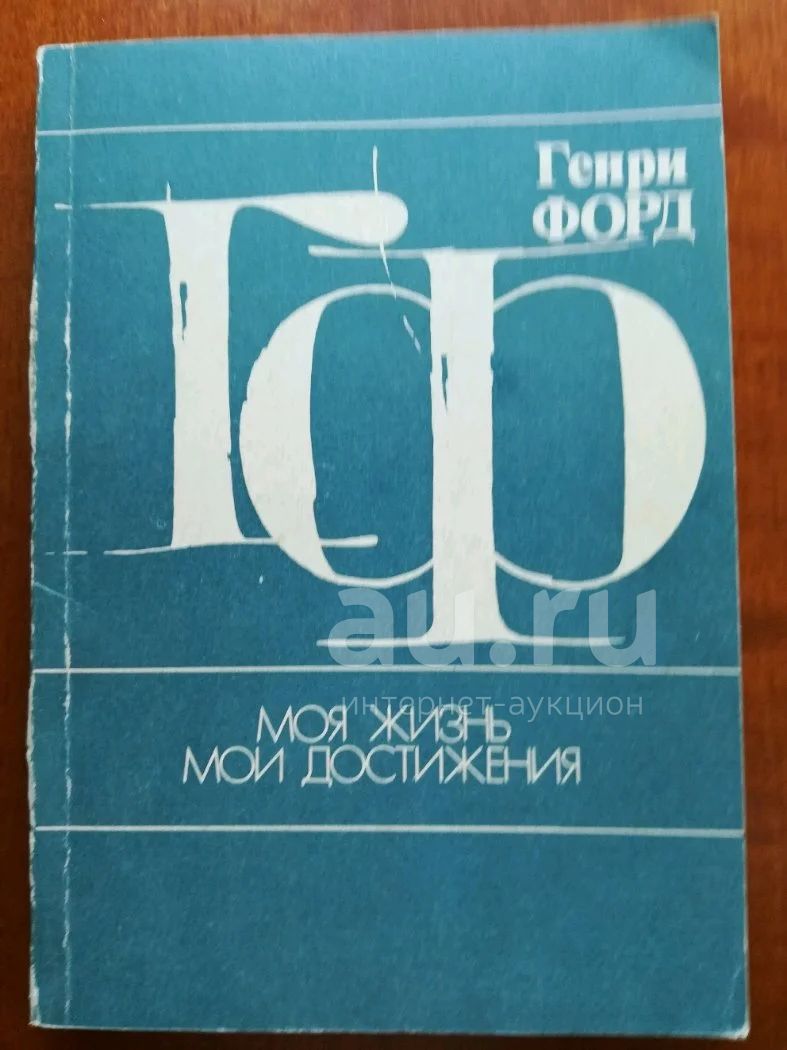 Генри
ФОРД
ГФ
au.ru
интернет-аукцион
МОЯ ЖИЗНЬ
МОИ ДОСТИЖЕНИЯ